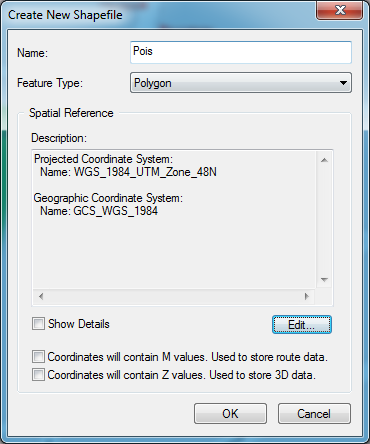 Create New Shapefile
Name: Pois
Feature Type: Polygon
Spatial Reference
Description:
Projected Coordinate System:
Name: WGS_1984_UTM_Zone_48N
Geographic Coordinate System:
Name: GCS_WGS_1984
Show Details Edit...
Coordinates will contain M values. Used to store route data.
Coordinates will contain Z values. Used to store 3D data.
OK Cancel